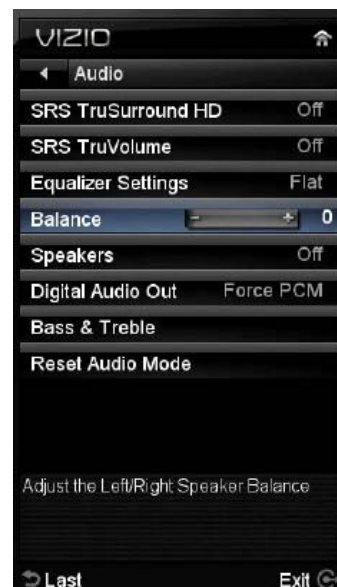 VIZIO
Audio
SRS TruSurround HD Off
SRS TruVolume Off
Equalizer Settings Flat
Balance - + 0
Speakers Off
Digital Audio Out Force PCM
Bass & Treble
Reset Audio Mode
Adjust the Left/Right Speaker Balance
Last Exit